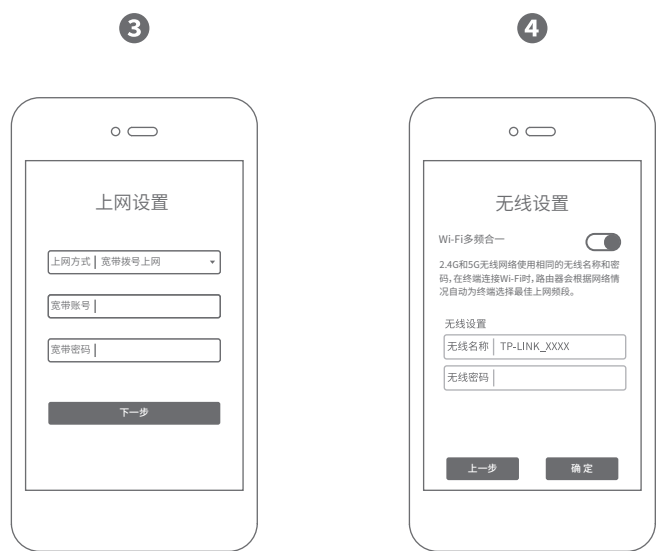 3
上网设置
上网方式 宽带拨号上网
宽带账号
宽带密码
下一步
4
无线设置
Wi-Fi多频合一
2.4G和5G无线网络使用相同的无线名称和密
码，在终端连接Wi-Fi时，路由器会根据网络情
况自动为终端选择最佳上网频段。
无线设置
无线名称 TP-LINK_XXXX
无线密码
上一步 确定